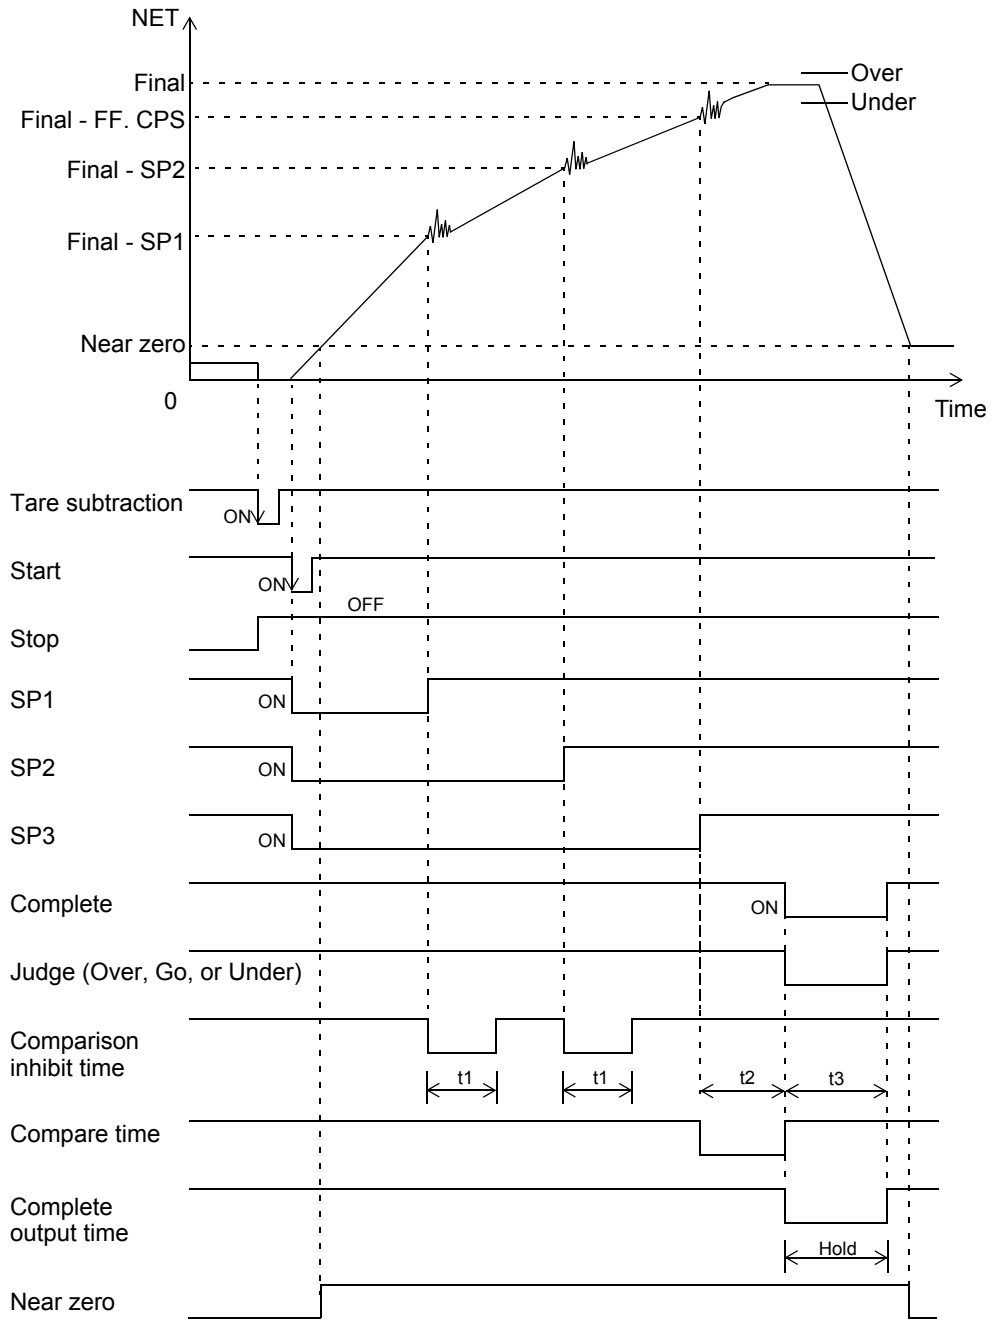 NET
Final
Over
Under
Final - FF. CPS
Final - SP2
Final - SP1
Near zero
0
Time
Tare subtraction
ON
Start
ON
OFF
Stop
SP1
ON
SP2
ON
SP3
ON
Complete
ON
Judge (Over, Go, or Under)
Comparison
inhibit time
t1
t1
t2
t3
Compare time
Complete
output time
Hold
Near zero